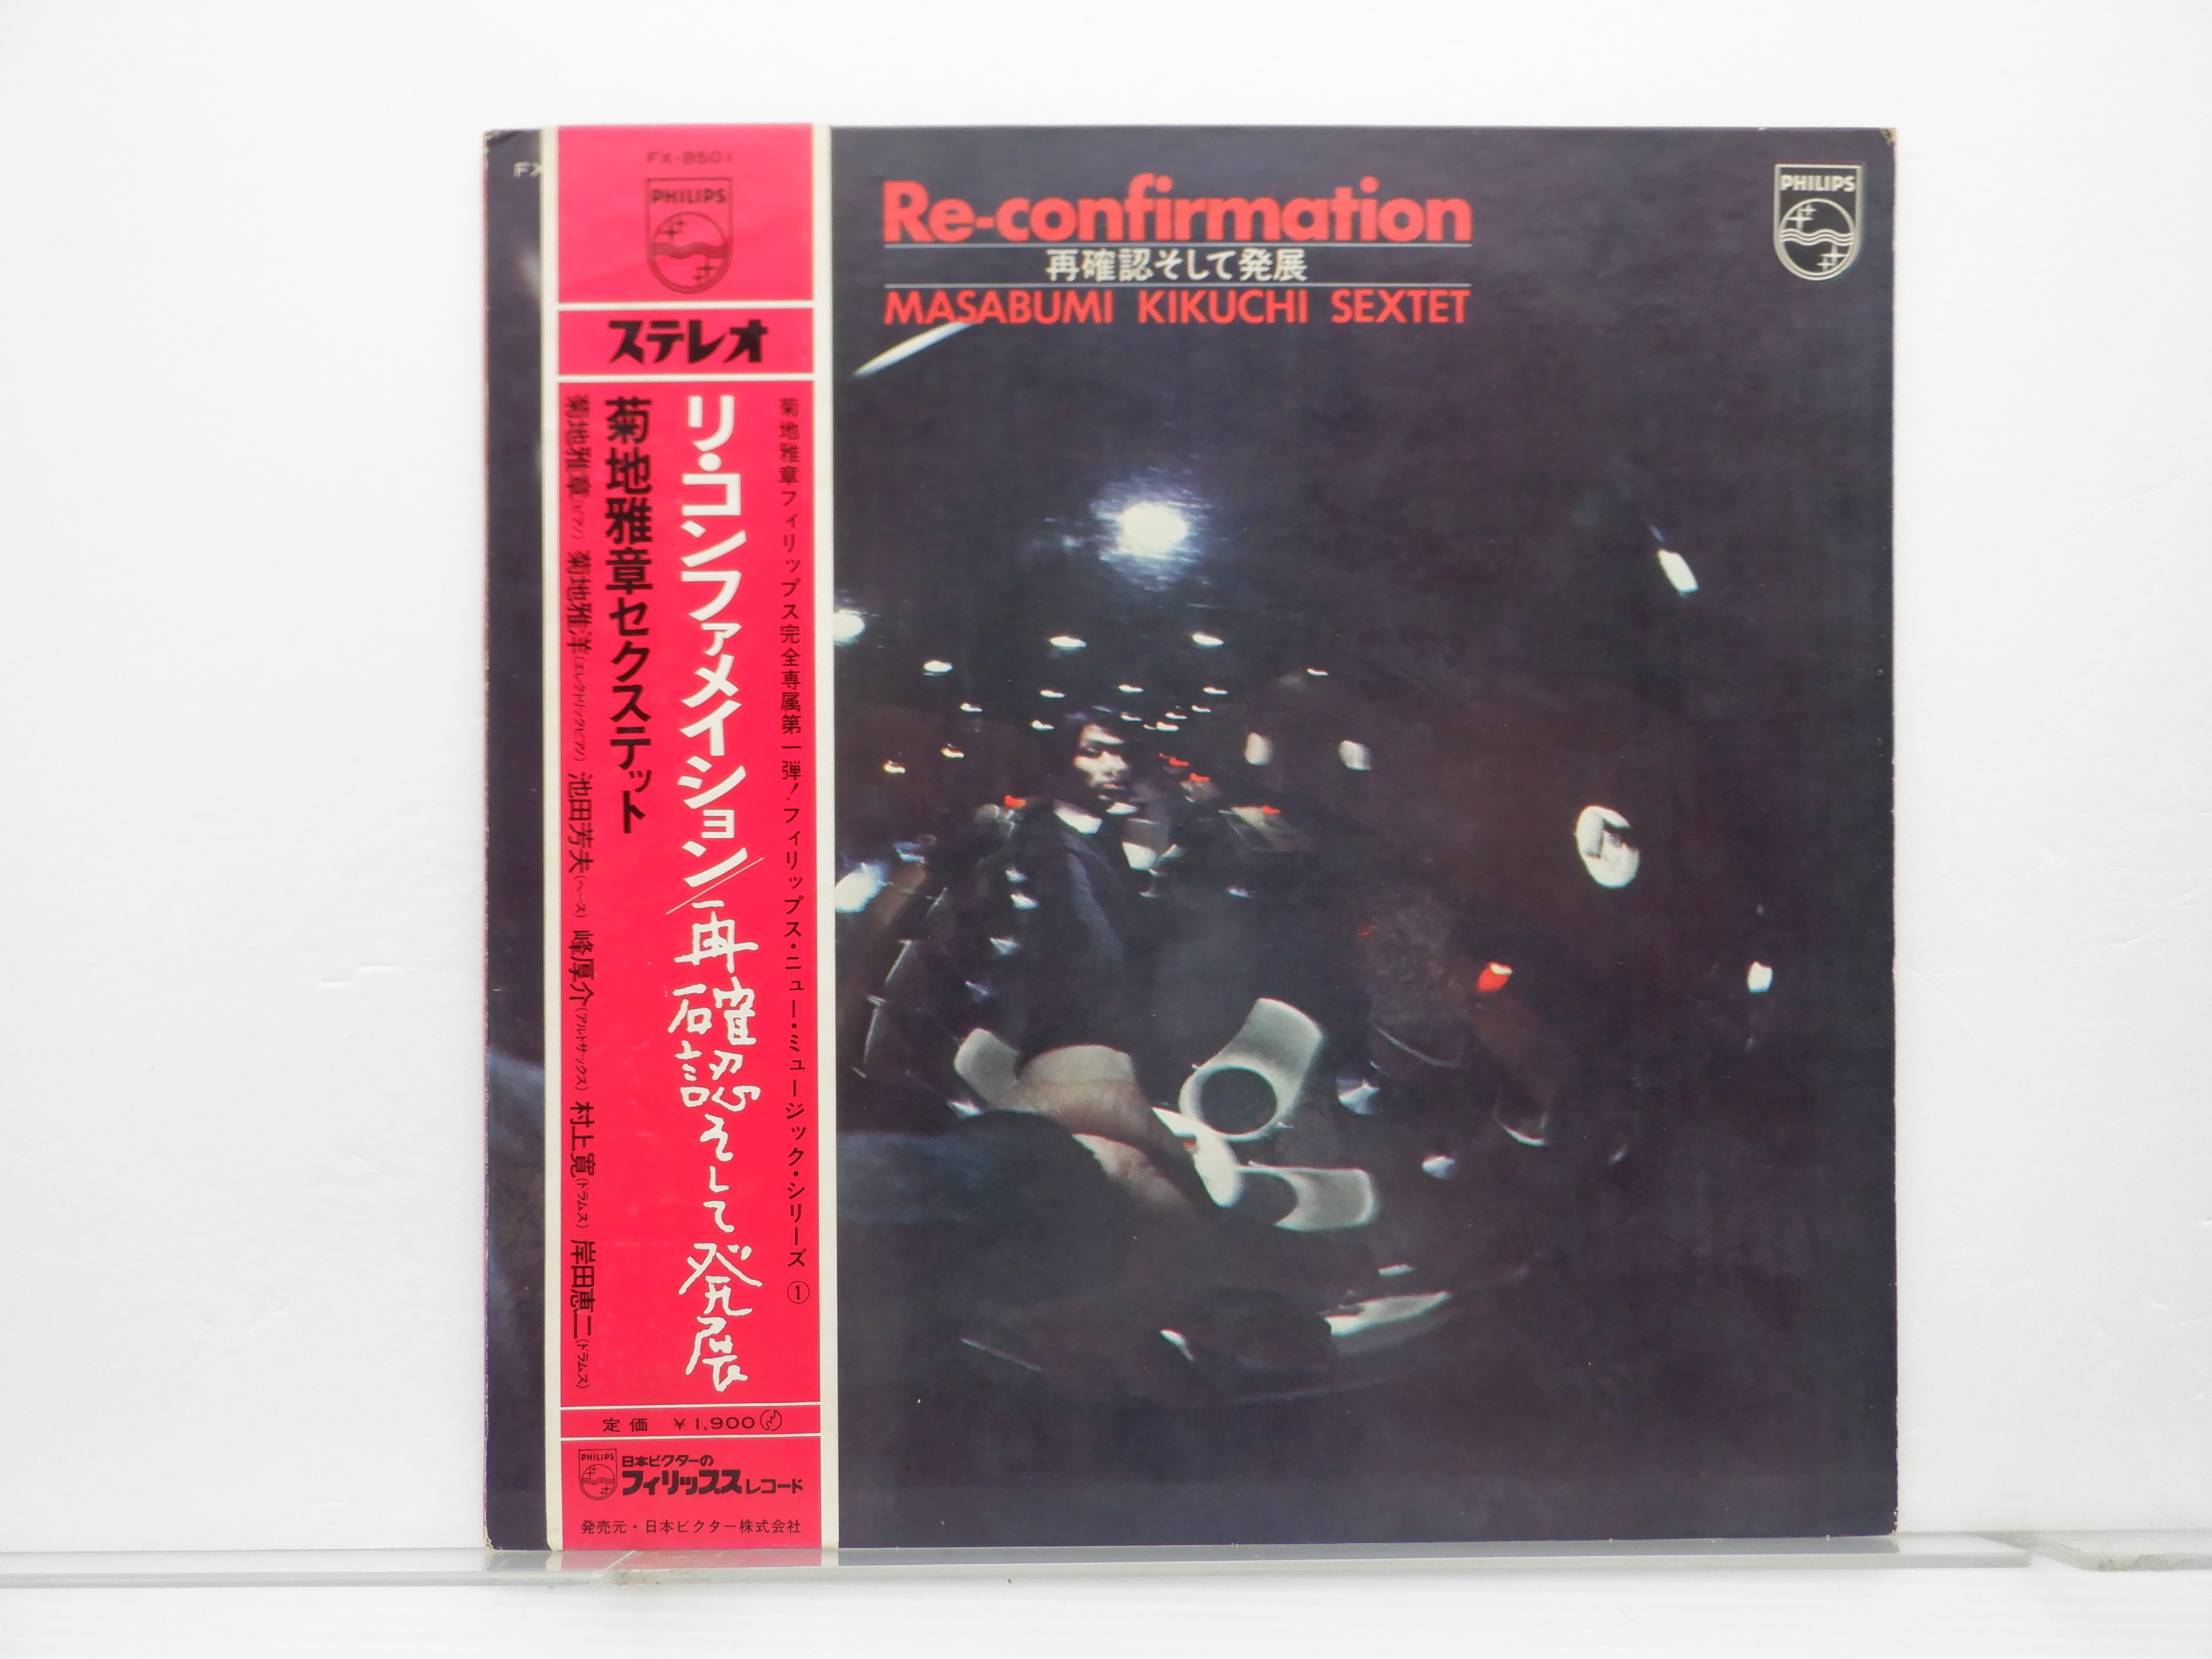 FX
FX-8501
PHILIPS
ステレオ
菊地雅章フィリップス完全専属第一弾！フィリップス・ニュー・ミュージック・シリーズ①
リ・コンファメイション/再確認そして発展
菊地雅章セクステット
菊地雅章(ピアノ) 菊地雅洋(エレクトリックピアノ) 池田芳夫(ベース) 峰厚介(アルトサックス) 村上寛(ドラムス) 岸田恵二(ドラムス)
定価 ¥1,900
PHILIPS
日本ビクターの
フィリップスレコード
発売元・日本ビクター株式会社
Re-confirmation
再確認そして発展
MASABUMI KIKUCHI SEXTET
PHILIPS